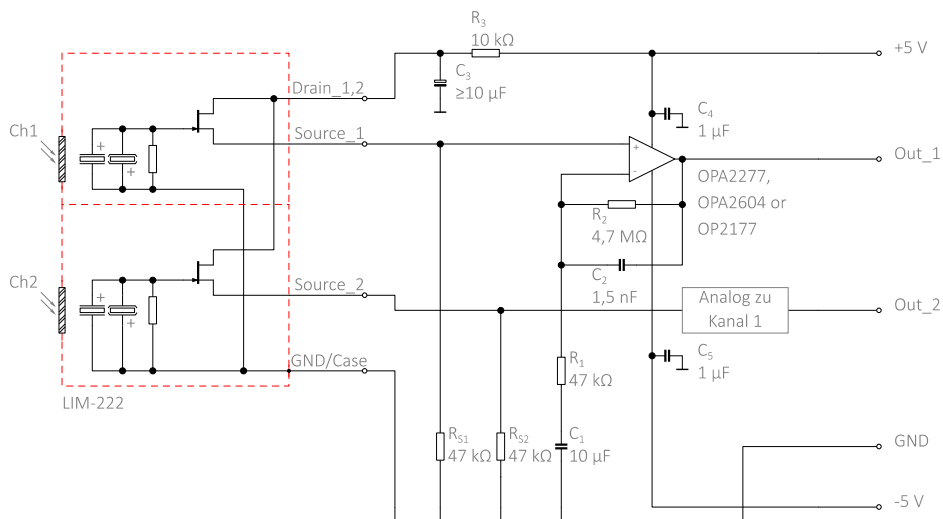 R3
10 kΩ
+5 V
Drain_1,2
C3
≥10 µF
C4
1 µF
Ch1
Source_1
+
+
+
-
Out_1
OPA2277,
OPA2604 or
OP2177
R2
4,7 MΩ
Ch2
Source_2
C2
1,5 nF
Analog zu
Kanal 1
Out_2
+
+
GND/Case
R1
47 kΩ
C5
1 µF
LIM-222
RS1
47 kΩ
RS2
47 kΩ
C1
10 µF
GND
-5 V